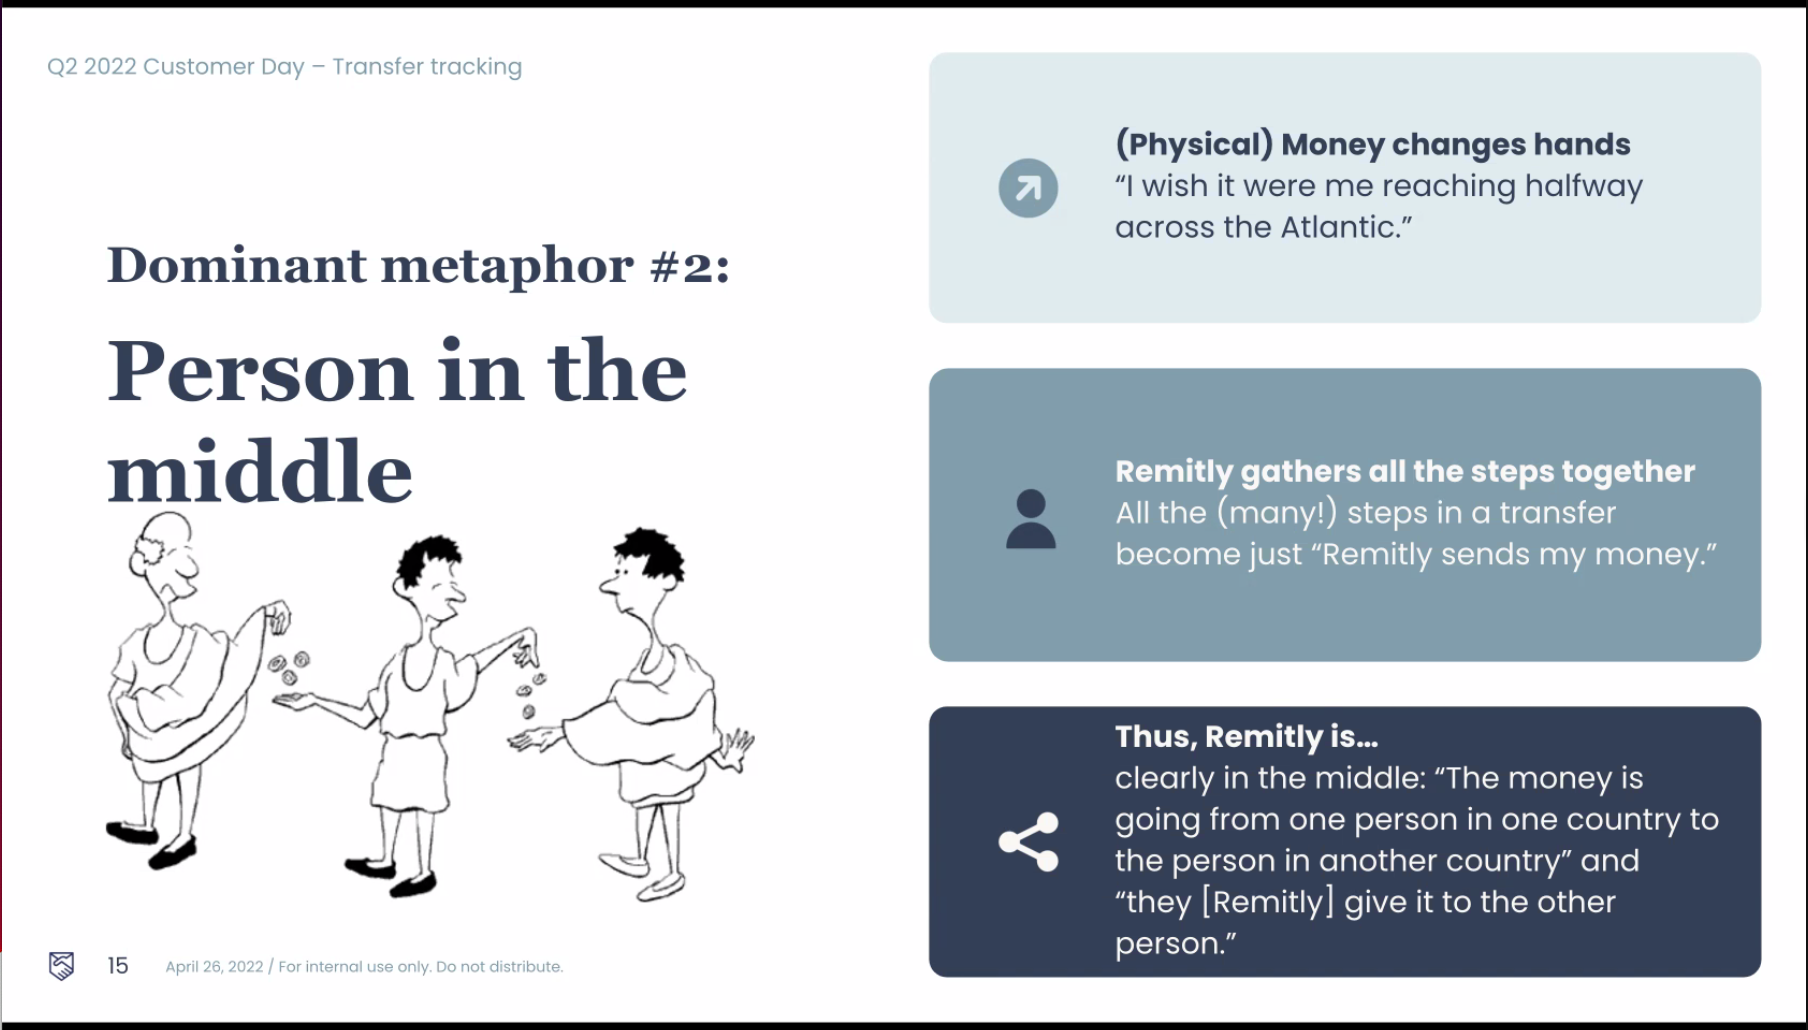 Q2 2022 Customer Day – Transfer tracking
Dominant metaphor #2:
Person in the
middle
(Physical) Money changes hands
“I wish it were me reaching halfway
across the Atlantic.”
Remitly gathers all the steps together
All the (many!) steps in a transfer
become just “Remitly sends my money.”
Thus, Remitly is...
clearly in the middle: “The money is
going from one person in one country to
the person in another country” and
“they [Remitly] give it to the other
person.”
15
April 26, 2022 / For internal use only. Do not distribute.